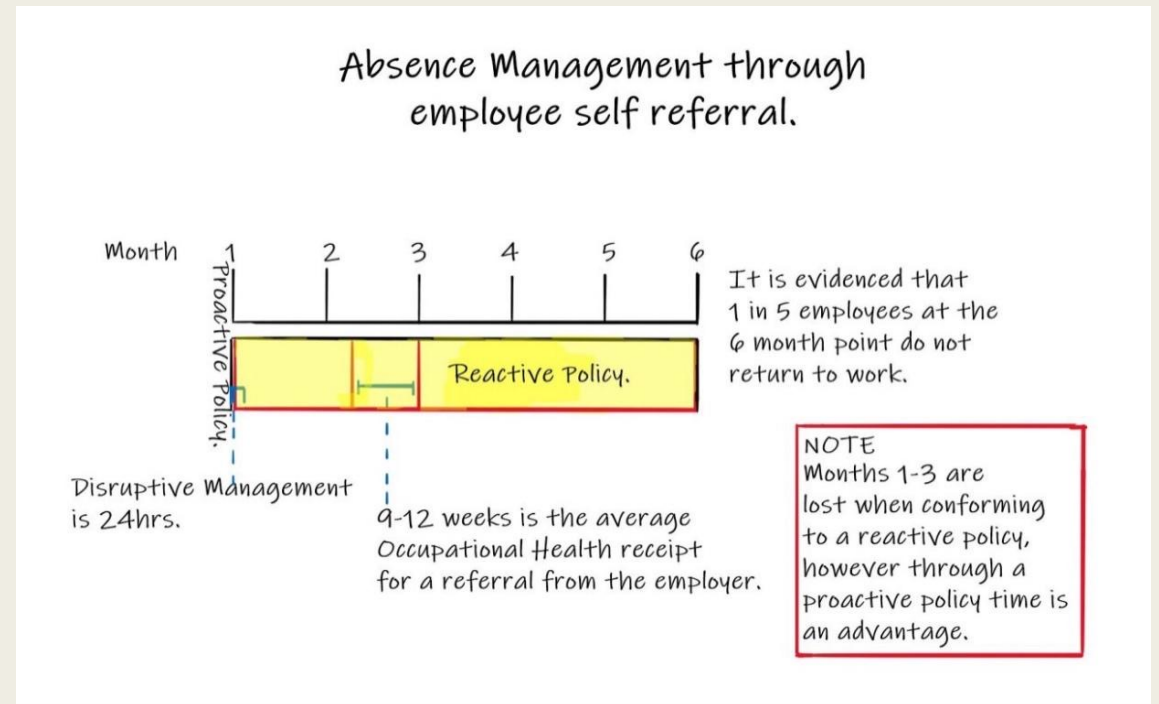 Absence Management through
employee self referral.
Month 1 2 3 4 5 6
Proactive Policy.
Reactive Policy.
It is evidenced that
1 in 5 employees at the
6 month point do not
return to work.
Disruptive Management
is 24hrs.
9-12 weeks is the average
Occupational Health receipt
for a referral from the employer.
NOTE
Months 1-3 are
lost when conforming
to a reactive policy,
however through a
proactive policy time is
an advantage.